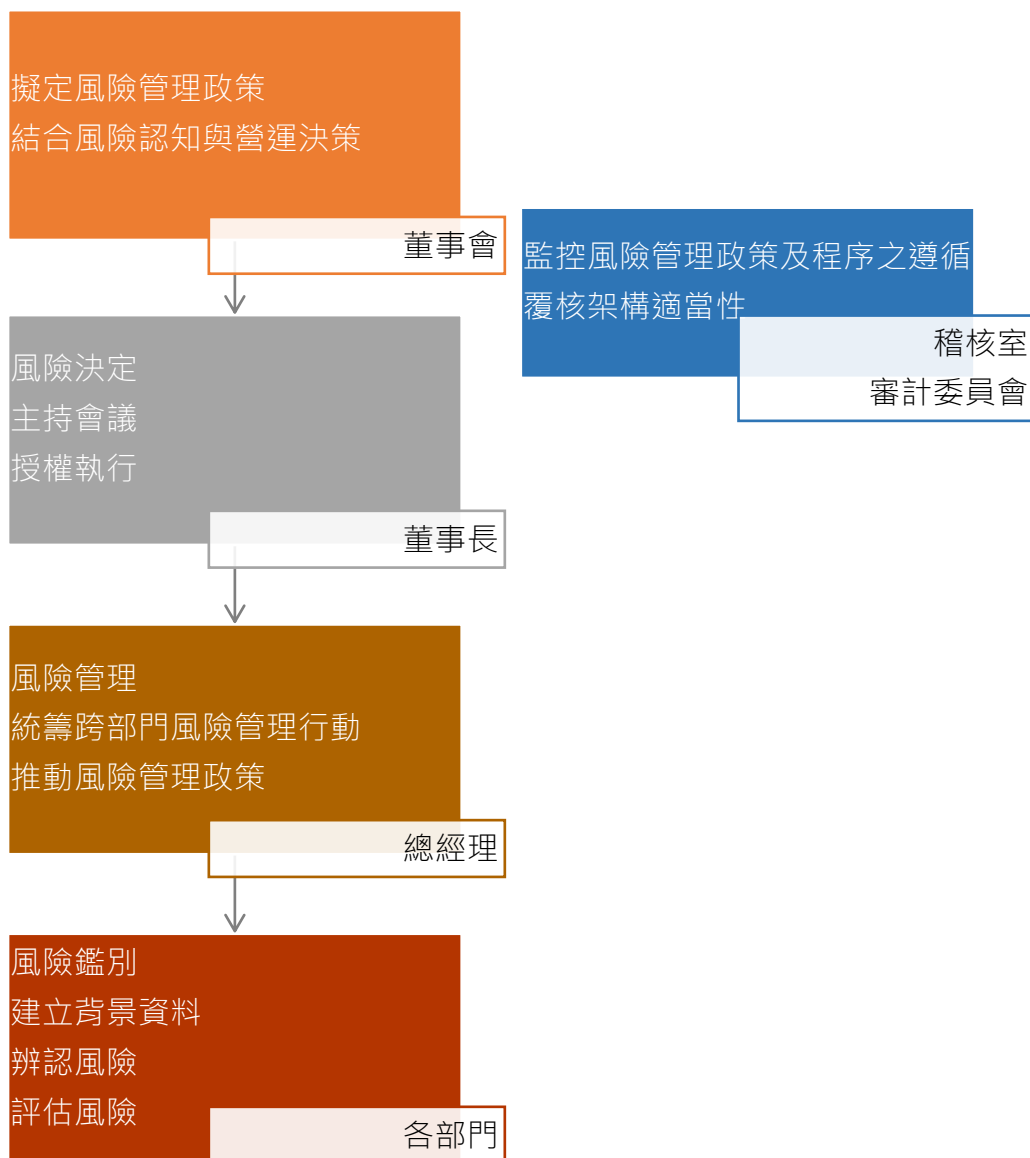 擬定風險管理政策
結合風險認知與營運決策
董事會
監控風險管理政策及程序之遵循
覆核架構適當性
稽核室
審計委員會
風險決定
主持會議
授權執行
董事長
風險管理
統籌跨部門風險管理行動
推動風險管理政策
總經理
風險鑑別
建立背景資料
辨認風險
評估風險
各部門